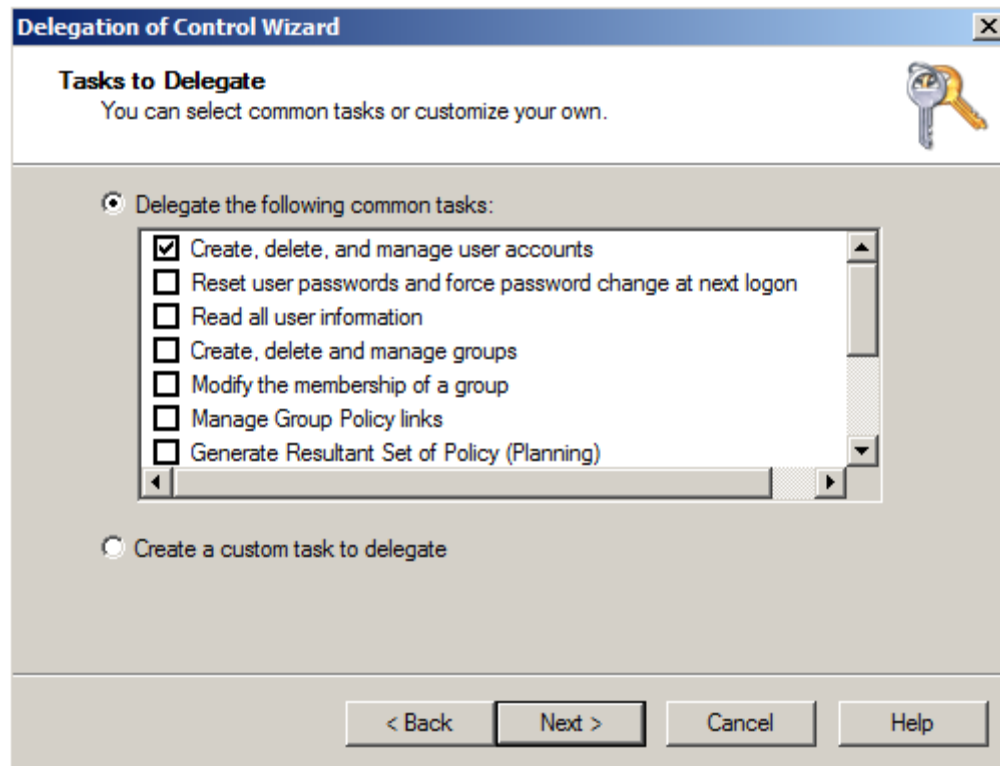 Delegation of Control Wizard
Tasks to Delegate
You can select common tasks or customize your own.
Delegate the following common tasks:
Create, delete, and manage user accounts
Reset user passwords and force password change at next logon
Read all user information
Create, delete and manage groups
Modify the membership of a group
Manage Group Policy links
Generate Resultant Set of Policy (Planning)
Create a custom task to delegate
< Back Next > Cancel Help